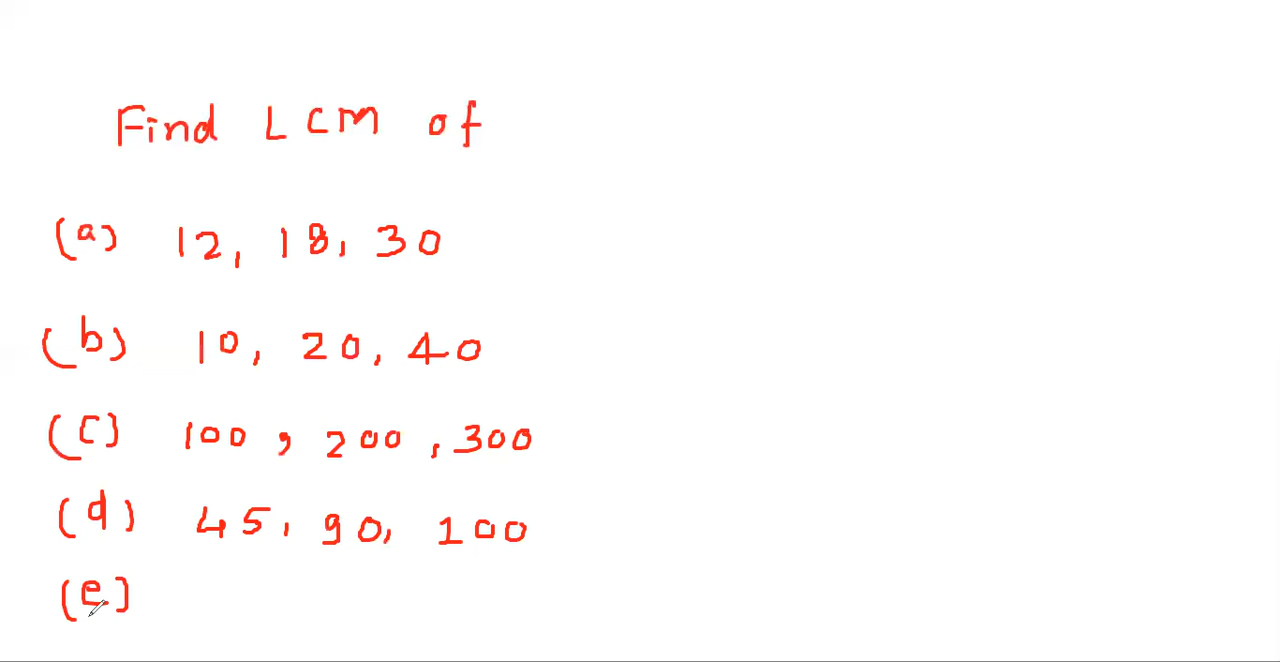 Find LCM of
(a) 12, 18, 30
(b) 10, 20, 40
(c) 100, 200, 300
(d) 45, 90, 100
(e)